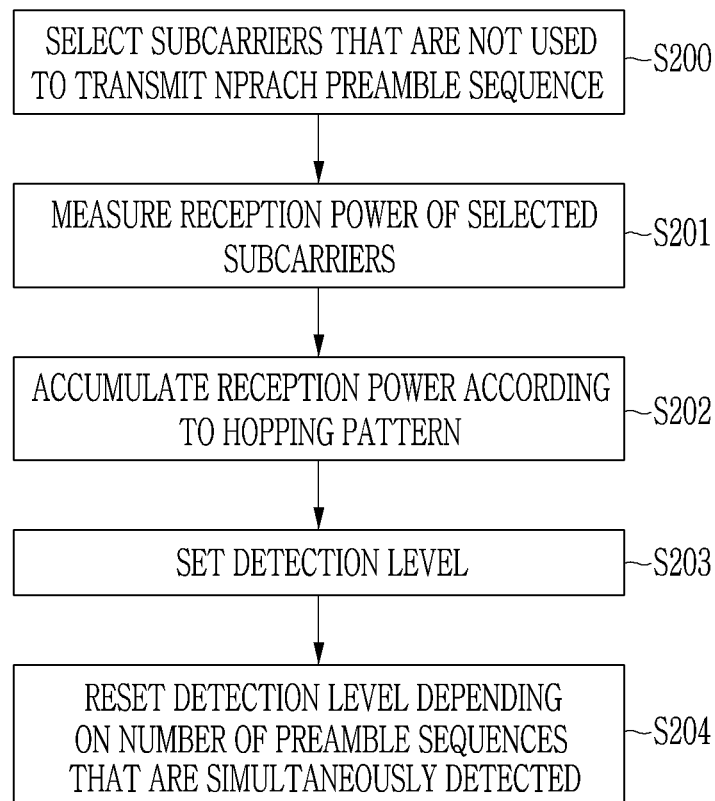 SELECT SUBCARRIERS THAT ARE NOT USED
TO TRANSMIT NPRACH PREAMBLE SEQUENCE
S200
MEASURE RECEPTION POWER OF SELECTED
SUBCARRIERS
S201
ACCUMULATE RECEPTION POWER ACCORDING
TO HOPPING PATTERN
S202
SET DETECTION LEVEL
S203
RESET DETECTION LEVEL DEPENDING
ON NUMBER OF PREAMBLE SEQUENCES
THAT ARE SIMULTANEOUSLY DETECTED
S204